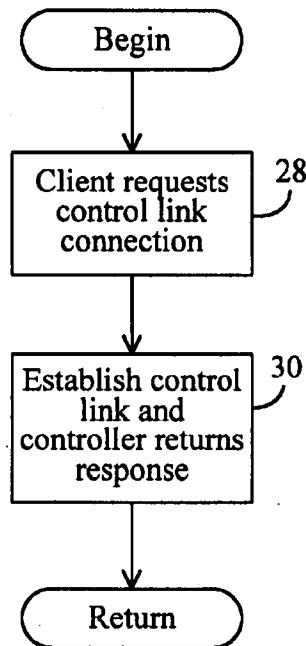 Begin
Client requests
control link
connection
28
Establish control
link and
controller returns
response
30
Return